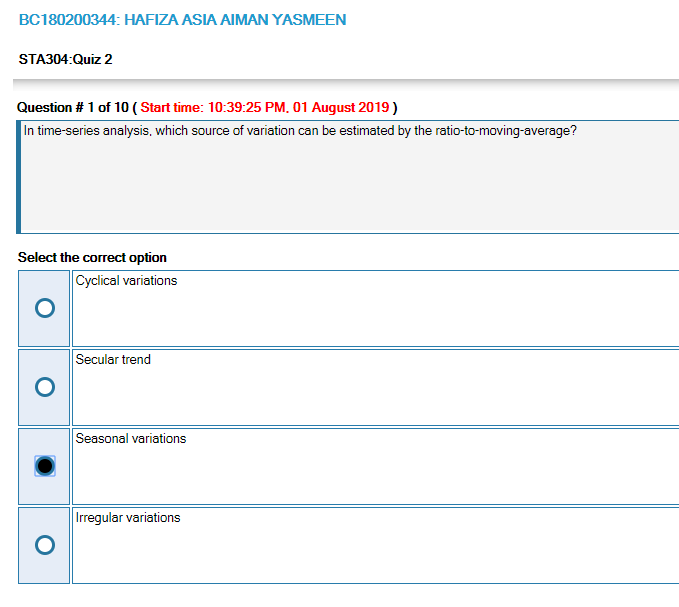 BC180200344: HAFIZA ASIA AIMAN YASMEEN
STA304:Quiz 2
Question # 1 of 10 ( Start time: 10:39:25 PM, 01 August 2019 )
In time-series analysis, which source of variation can be estimated by the ratio-to-moving-average?
Select the correct option
Cyclical variations
Secular trend
Seasonal variations
Irregular variations